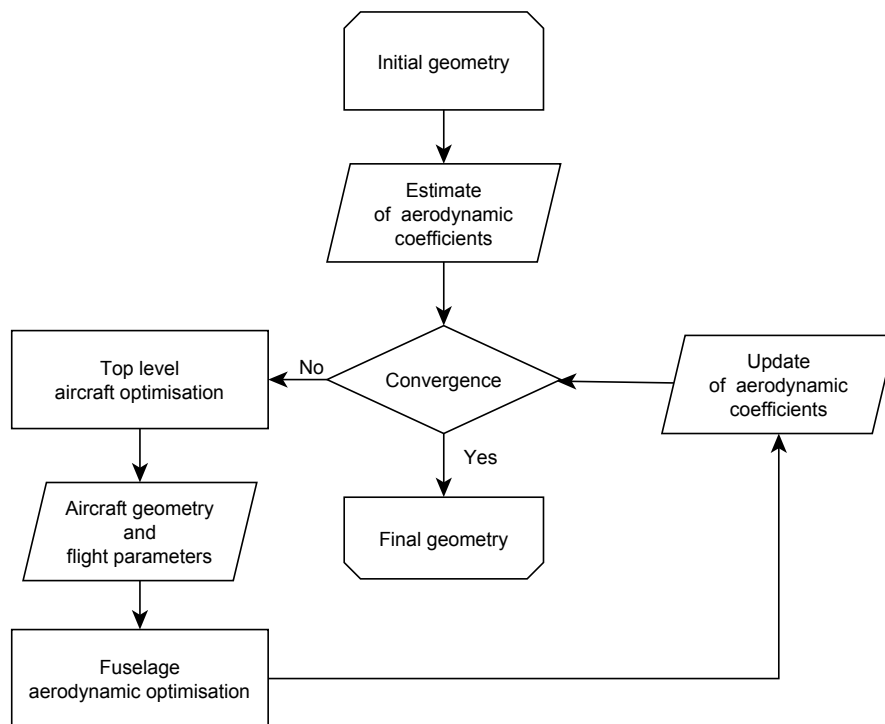 Initial geometry
Estimate
of aerodynamic
coefficients
Convergence
No
Yes
Top level
aircraft optimisation
Update
of aerodynamic
coefficients
Aircraft geometry
and
flight parameters
Final geometry
Fuselage
aerodynamic optimisation